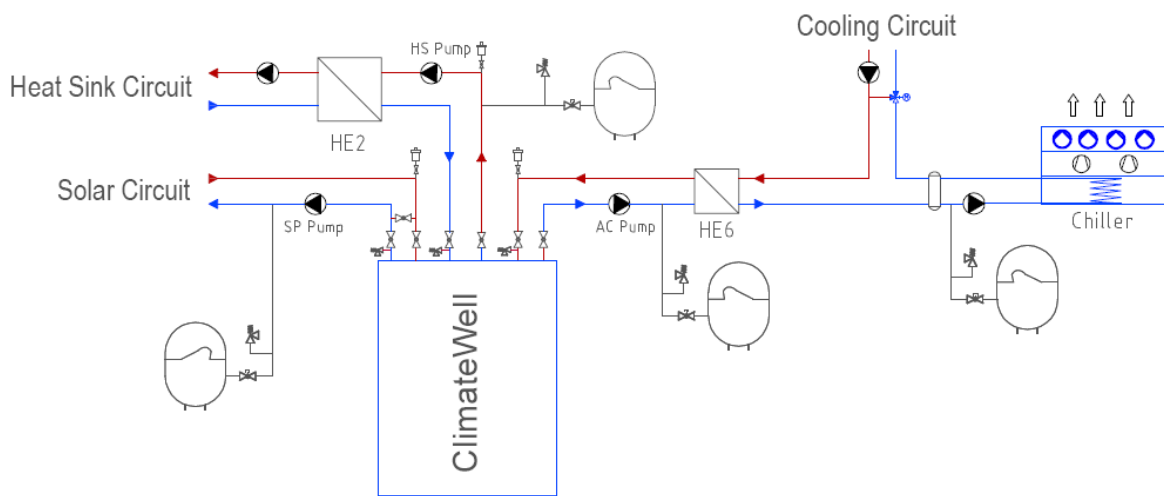 Cooling Circuit
HS Pump
Heat Sink Circuit
HE2
Solar Circuit
SP Pump
AC Pump
HE6
Chiller
M
ClimateWell